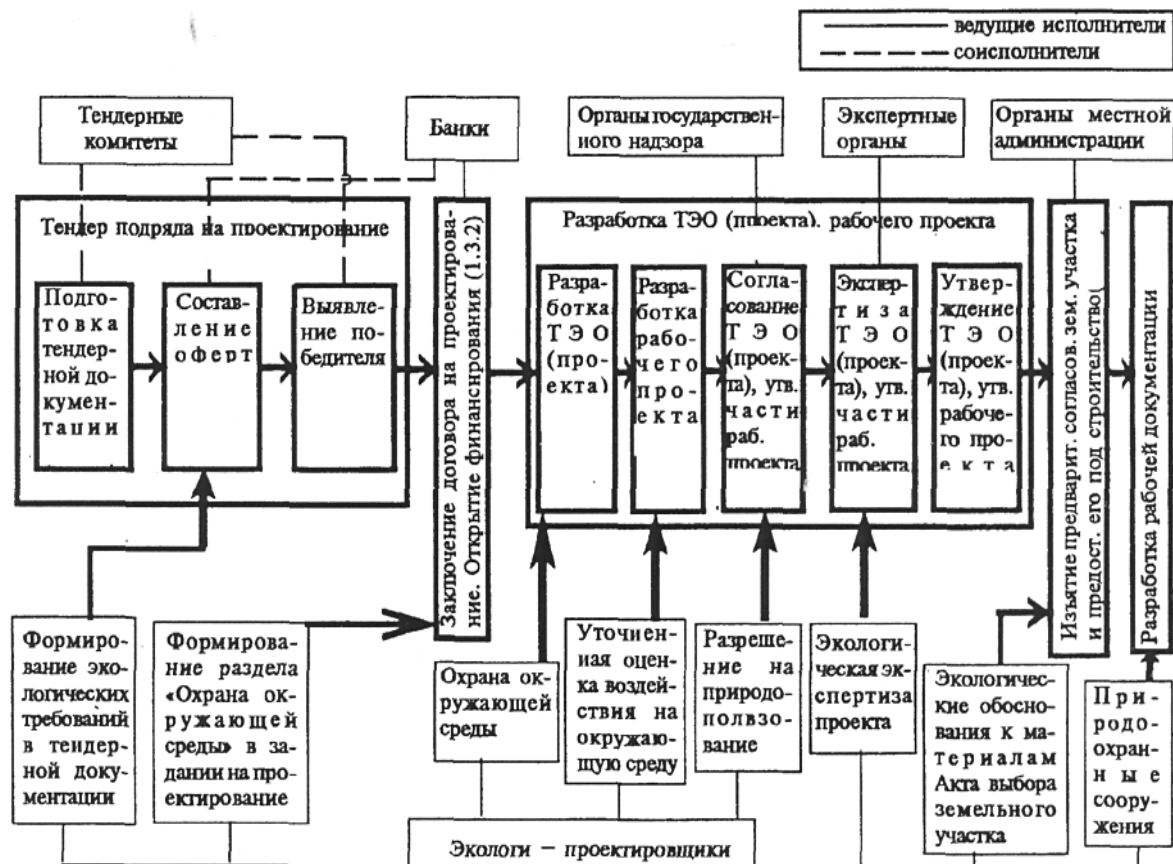 ведущие исполнители
соисполнители
Тендерные
комитеты
Банки
Органы государствен-
иого надзора
Экспертные
органы
Органы местной
администрации
Тендер подряда на проектирование
Подго-
товка
тендер-
ной до-
кумен-
тации
Состав-
ление
оферт
Выявле-
ние по-
бедителя
Заключение договора на проектирова-
ние. Открытие финансирования (1.3.2)
Разработка ТЭО (проекта). рабочего проекта
Разра-
ботка
ТЭО
(про-
екта)
Разра-
ботка
рабо-
чего
про-
екта
Согла-
сование
ТЭО
(проек-
та), утв.
части
раб.
проекта
Экспер-
тиза
ТЭО
(проек-
та), утв.
части
раб.
проекта
Утвер-
ждение
ТЭО
(проек-
та), утв.
рабоче-
го про-
екта
Изъятие предварит. согласов. зем. участка
и предост. его под строительство(
Разработка рабочей документации
Формиро-
вание эко-
логических
требований
в тендер-
ной доку-
ментации
Формирова-
ние раздела
«Охрана ок-
ружающей
среды» в за-
дании на про-
ектирование
Охрана ок-
ружающей
среды
Уточиен-
ная оцен-
ка воздей-
ствия на
окружаю-
щую среду
Разреше-
ние на
природо-
пользо-
вание
Экологи-
ческая эк-
спертиза
проекта
Экологичес-
кие обосно-
вания к ма-
териалам
Акта выбора
земельного
участка
При-
родо-
охран-
ные
соору-
жения
Экологи – проектировщики